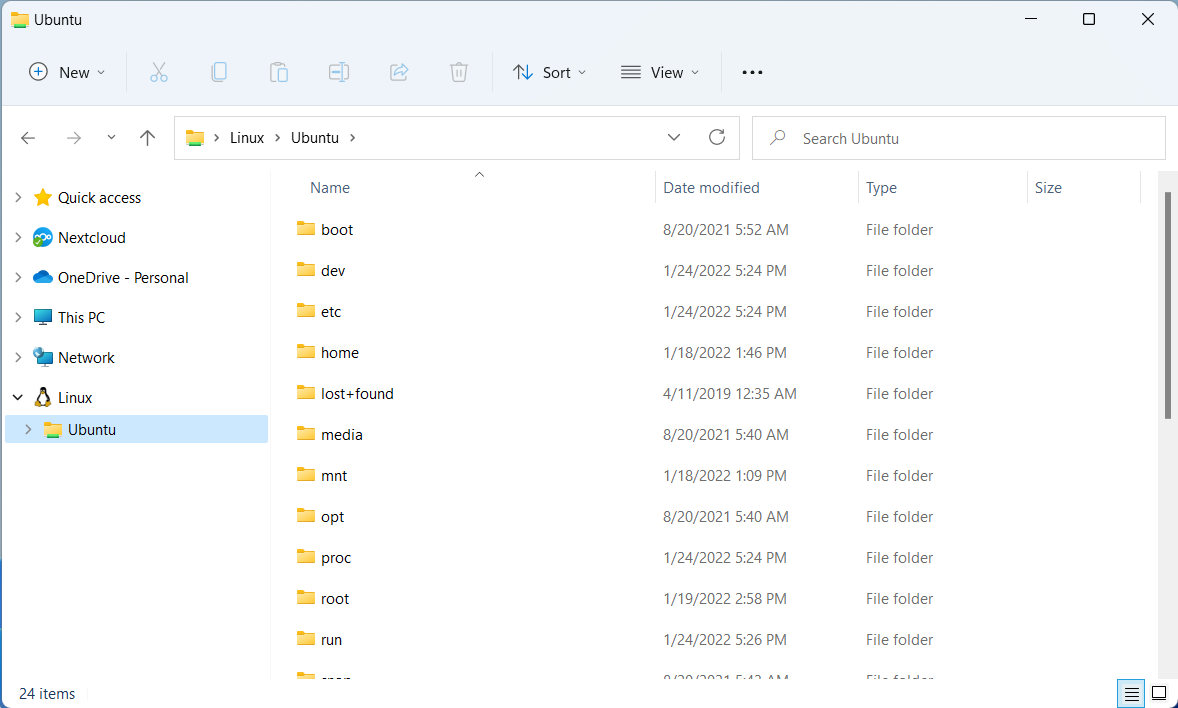 Ubuntu
New Sort View
Linux Ubuntu Search Ubuntu
Name Date modified Type Size
Quick access
Nextcloud
OneDrive - Personal
This PC
Network
Linux
Ubuntu
boot 8/20/2021 5:52 AM File folder
dev 1/24/2022 5:24 PM File folder
etc 1/24/2022 5:24 PM File folder
home 1/18/2022 1:46 PM File folder
lost+found 4/11/2019 12:35 AM File folder
media 8/20/2021 5:40 AM File folder
mnt 1/18/2022 1:09 PM File folder
opt 8/20/2021 5:40 AM File folder
proc 1/24/2022 5:24 PM File folder
root 1/19/2022 2:58 PM File folder
run 1/24/2022 5:26 PM File folder
24 items